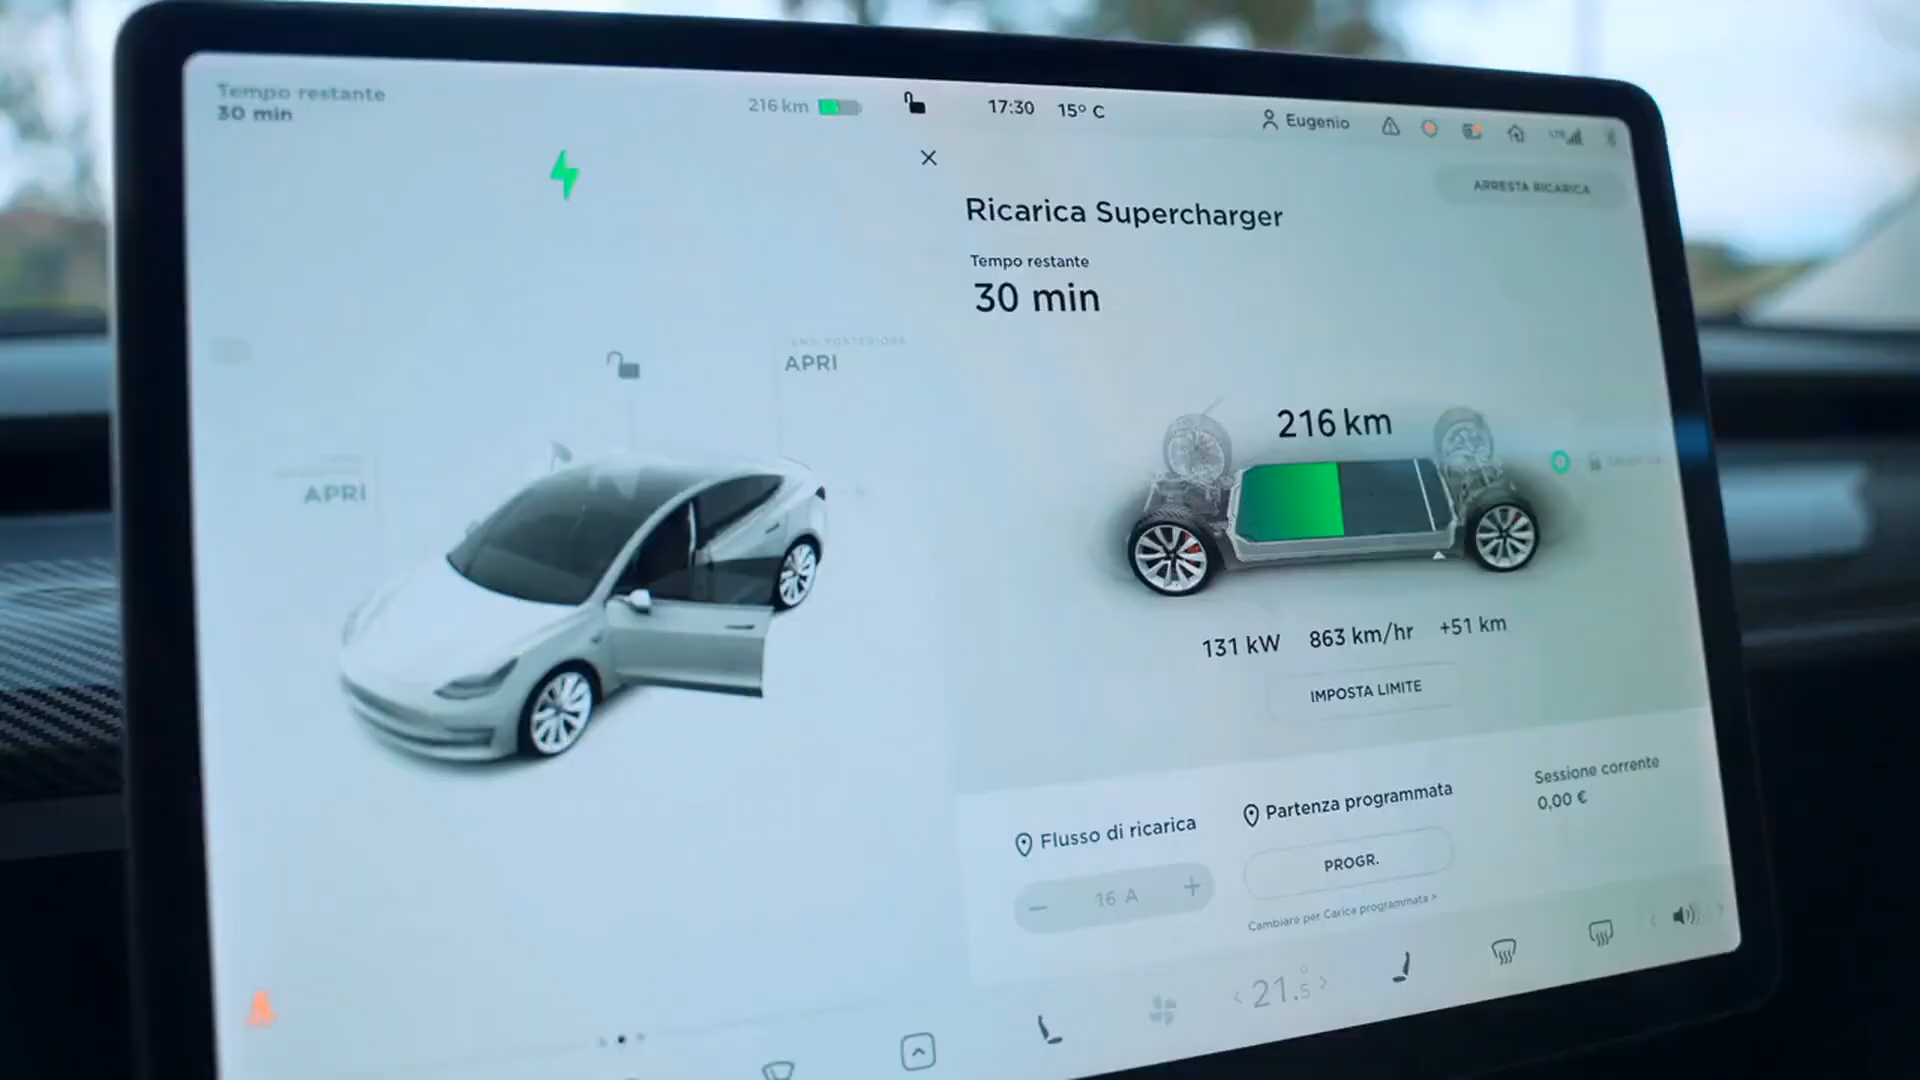 Tempo restante
30 min
216 km
17:30 15° C
Eugenio
LTE
ARRESTA RICARICA
Ricarica Supercharger
Tempo restante
30 min
APRI
APRI
216 km
131 kW 863 km/hr +51 km
IMPOSTA LIMITE
Flusso di ricarica
16 A
Partenza programmata
PROGR.
Cambiare per Carica programmata >
Sessione corrente
0,00 €
21.5°